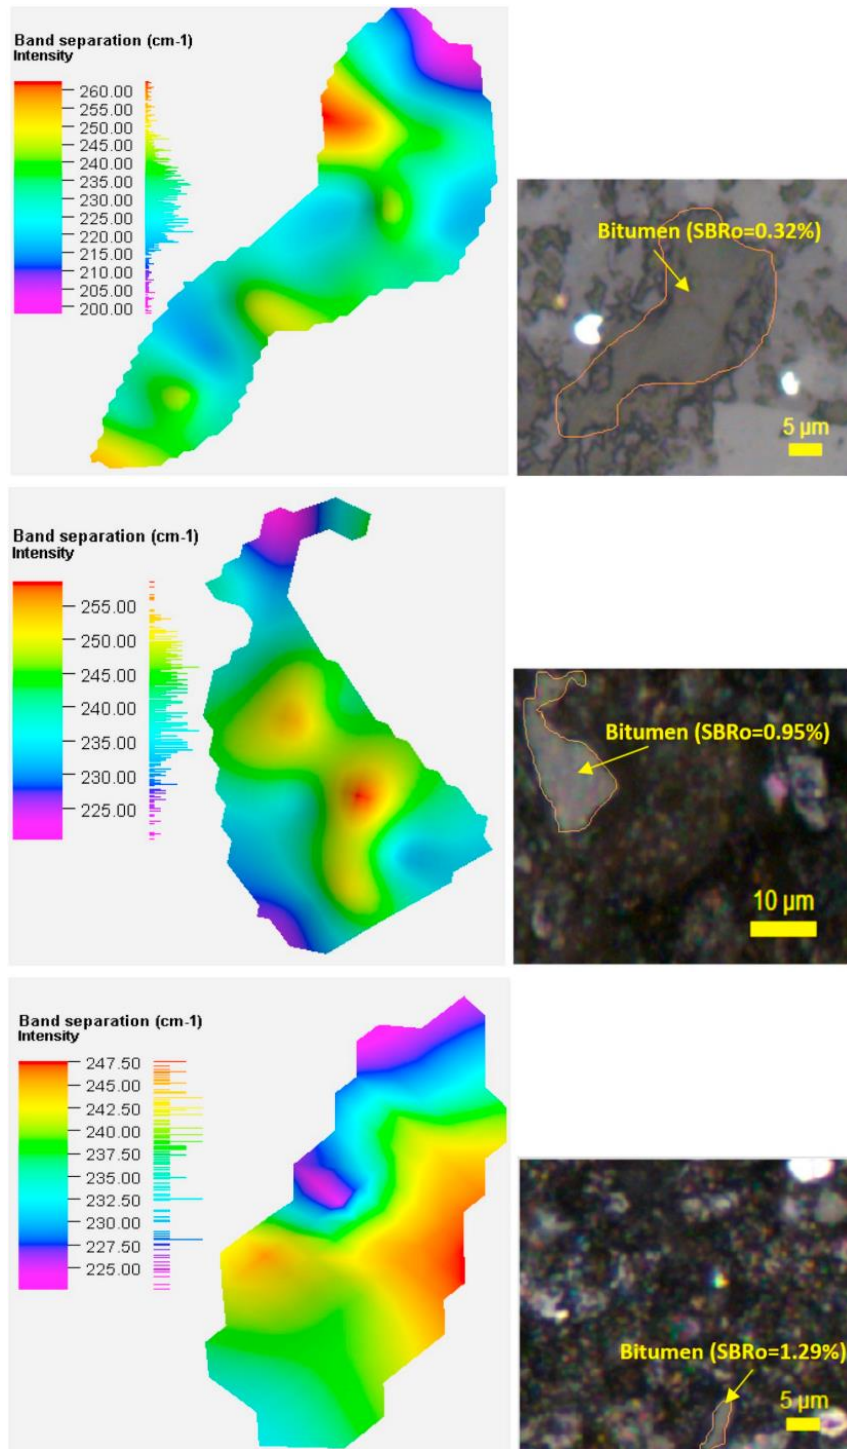 Band separation (cm-1)
Intensity
260.00
255.00
250.00
245.00
240.00
235.00
230.00
225.00
220.00
215.00
210.00
205.00
200.00
Bitumen (SBRo=0.32%)
5 µm
Band separation (cm-1)
Intensity
255.00
250.00
245.00
240.00
235.00
230.00
225.00
Bitumen (SBRo=0.95%)
10 µm
Band separation (cm-1)
Intensity
247.50
245.00
242.50
240.00
237.50
235.00
232.50
230.00
227.50
225.00
Bitumen (SBRo=1.29%)
5 µm